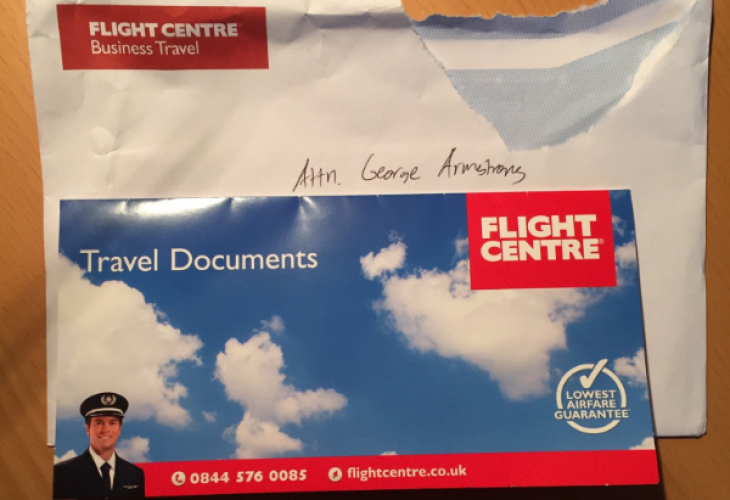 FLIGHT CENTRE
Business Travel
Attn. George Armstrong
Travel Documents
FLIGHT
CENTRE
LOWEST
AIRFARE
GUARANTEE
0844 576 0085 flightcentre.co.uk